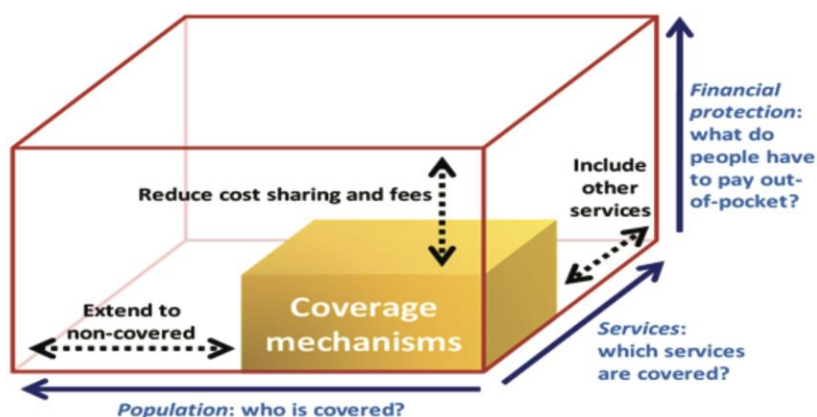 Financial
protection:
what do
people have
to pay out-
of-pocket?
Include
other
services
Reduce cost sharing and fees
Extend to
non-covered
Coverage
mechanisms
Services:
which services
are covered?
Population: who is covered?